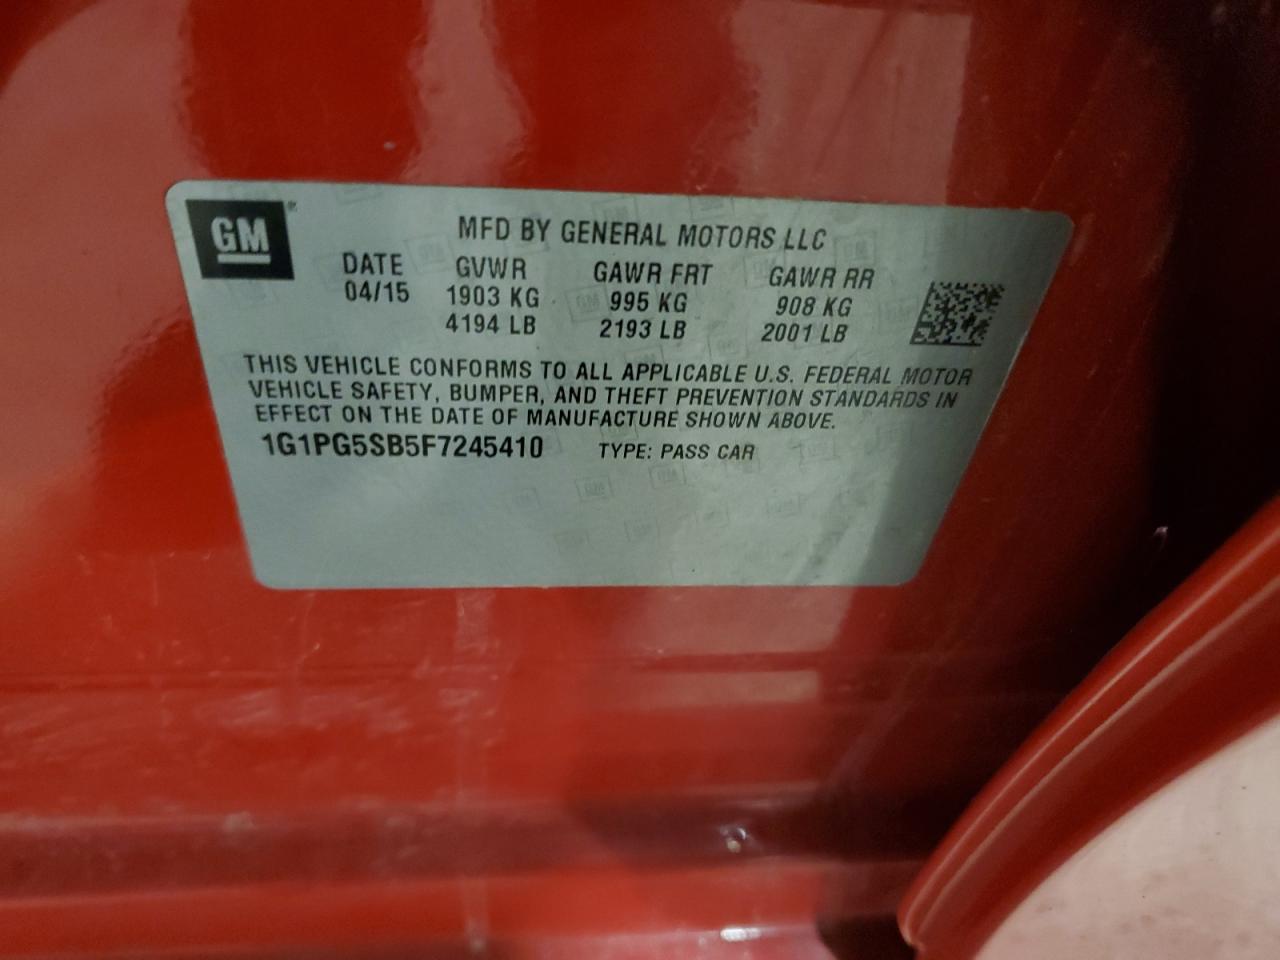 GM
MFD BY GENERAL MOTORS LLC
DATE GVWR GAWR FRT GAWR RR
04/15 1903 KG 995 KG 908 KG
4194 LB 2193 LB 2001 LB
THIS VEHICLE CONFORMS TO ALL APPLICABLE U.S. FEDERAL MOTOR
VEHICLE SAFETY, BUMPER, AND THEFT PREVENTION STANDARDS IN
EFFECT ON THE DATE OF MANUFACTURE SHOWN ABOVE.
1G1PG5SB5F7245410 TYPE: PASS CAR